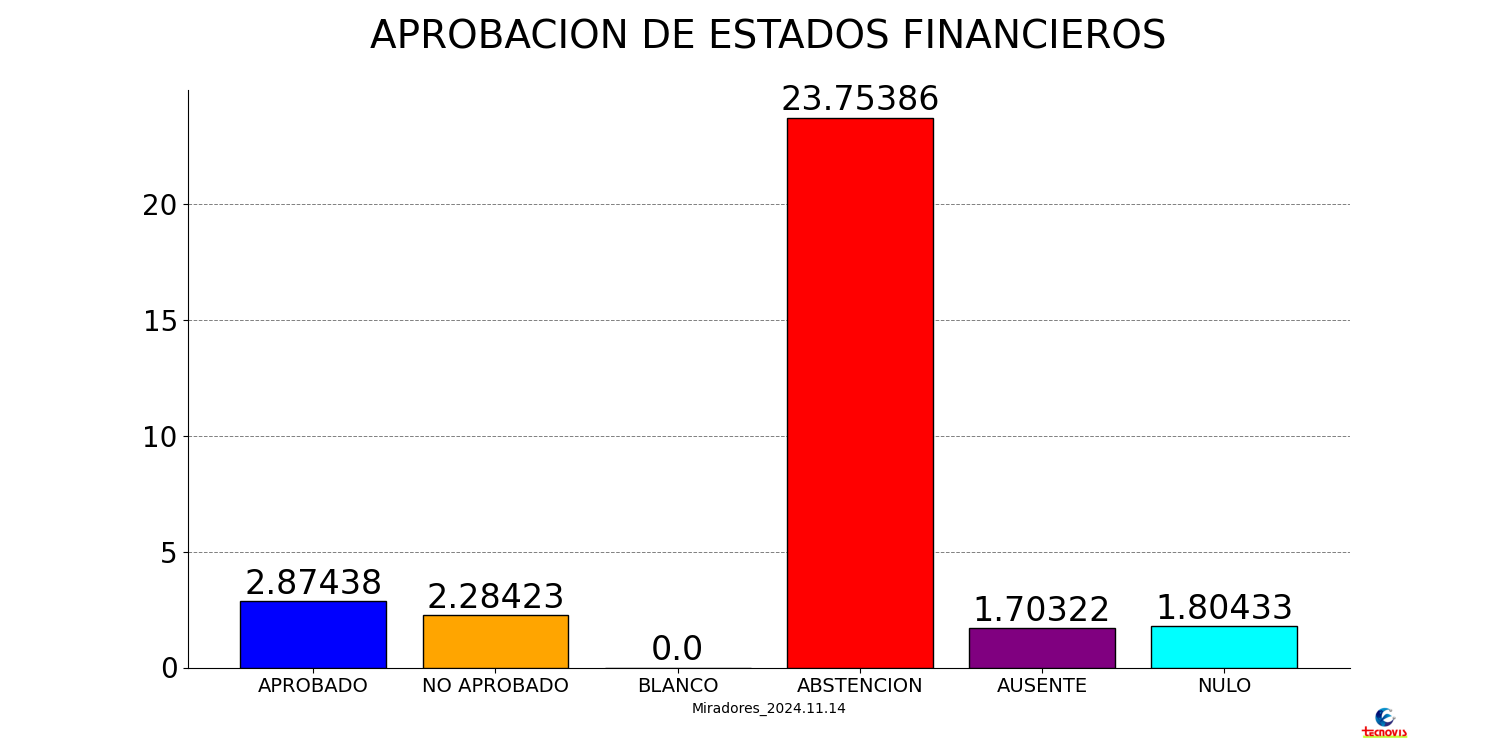 APROBACION DE ESTADOS FINANCIEROS
23.75386
20
15
10
5
0
2.87438
2.28423
0.0
1.70322
1.80433
APROBADO
NO APROBADO
BLANCO
ABSTENCION
AUSENTE
NULO
Miradores_2024.11.14
tecnovis